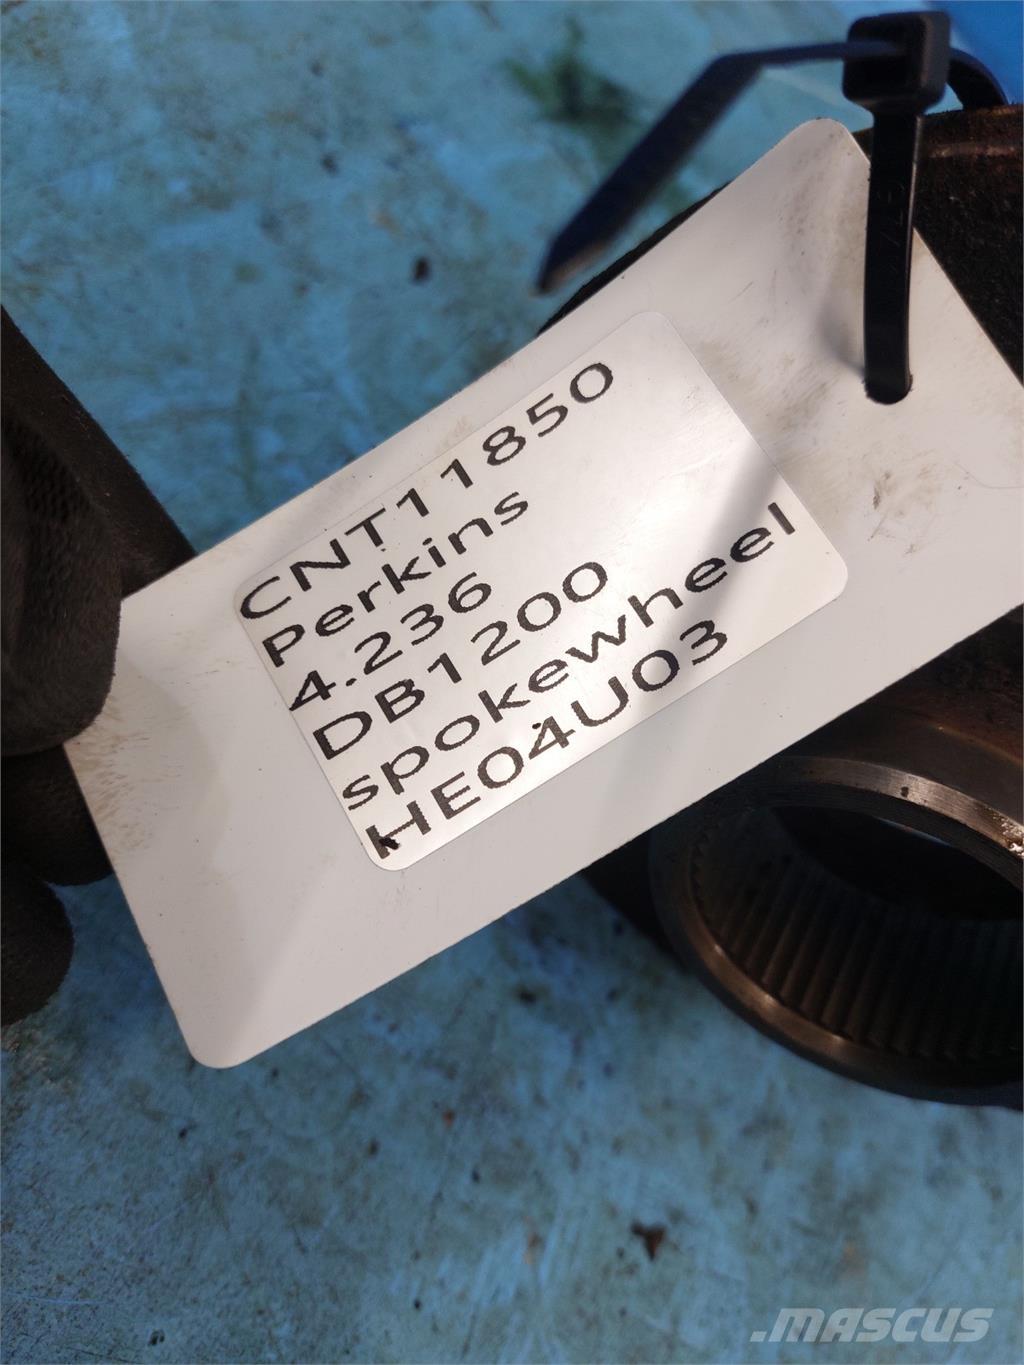 CNT11850
Perkins
4.236
DB1200
spokewheel
HE04U03
.MASCUS